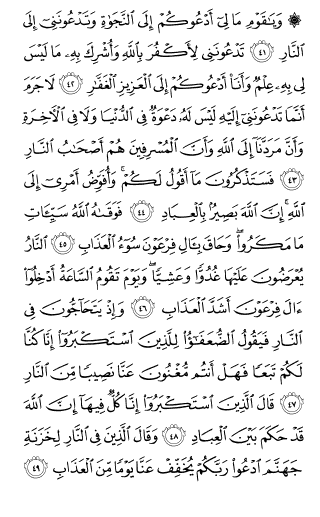 ۞ وَيَٰقَوْمِ مَا لِىٓ أَدْعُوكُمْ إِلَى ٱلنَّجَوٰةِ وَتَدْعُونَنِىٓ إِلَى
ٱلنَّارِ ٤١ تَدْعُونَنِى لِأَكْفُرَ بِٱللَّهِ وَأُشْرِكَ بِهِۦ مَا لَيْسَ
لِى بِهِۦ عِلْمٌ وَأَنَا۠ أَدْعُوكُمْ إِلَى ٱلْعَزِيزِ ٱلْغَفَّٰرِ ٤٢ لَا جَرَمَ
أَنَّمَا تَدْعُونَنِىٓ إِلَيْهِ لَيْسَ لَهُۥ دَعْوَةٌ فِى ٱلدُّنْيَا وَلَا فِى ٱلْأَخِرَةِ
وَأَنَّ مَرَدَّنَآ إِلَى ٱللَّهِ وَأَنَّ ٱلْمُسْرِفِينَ هُمْ أَصْحَٰبُ ٱلنَّارِ
٤٣ فَسَتَذْكُرُونَ مَآ أَقُولُ لَكُمْ ۚ وَأُفَوِّضُ أَمْرِىٓ إِلَى
ٱللَّهِ ۚ إِنَّ ٱللَّهَ بَصِيرٌۢ بِٱلْعِبَادِ ٤٤ فَوَقَىٰهُ ٱللَّهُ سَيِّـَٔاتِ
مَا مَكَرُوا۟ ۖ وَحَاقَ بِـَٔالِ فِرْعَوْنَ سُوٓءُ ٱلْعَذَابِ ٤٥ ٱلنَّارُ
يُعْرَضُونَ عَلَيْهَا غُدُوًّا وَعَشِيًّا ۖ وَيَوْمَ تَقُومُ ٱلسَّاعَةُ أَدْخِلُوٓا۟
ءَالَ فِرْعَوْنَ أَشَدَّ ٱلْعَذَابِ ٤٦ وَإِذْ يَتَحَآجُّونَ فِى
ٱلنَّارِ فَيَقُولُ ٱلضُّعَفَٰٓؤُا۟ لِلَّذِينَ ٱسْتَكْبَرُوٓا۟ إِنَّا كُنَّا
لَكُمْ تَبَعًا فَهَلْ أَنتُم مُّغْنُونَ عَنَّا نَصِيبًا مِّنَ ٱلنَّارِ
٤٧ قَالَ ٱلَّذِينَ ٱسْتَكْبَرُوٓا۟ إِنَّا كُلٌّ فِيهَآ إِنَّ ٱللَّهَ
قَدْ حَكَمَ بَيْنَ ٱلْعِبَادِ ٤٨ وَقَالَ ٱلَّذِينَ فِى ٱلنَّارِ لِخَزَنَةِ
جَهَنَّمَ ٱدْعُوا۟ رَبَّكُمْ يُخَفِّفْ عَنَّا يَوْمًا مِّنَ ٱلْعَذَابِ ٤٩